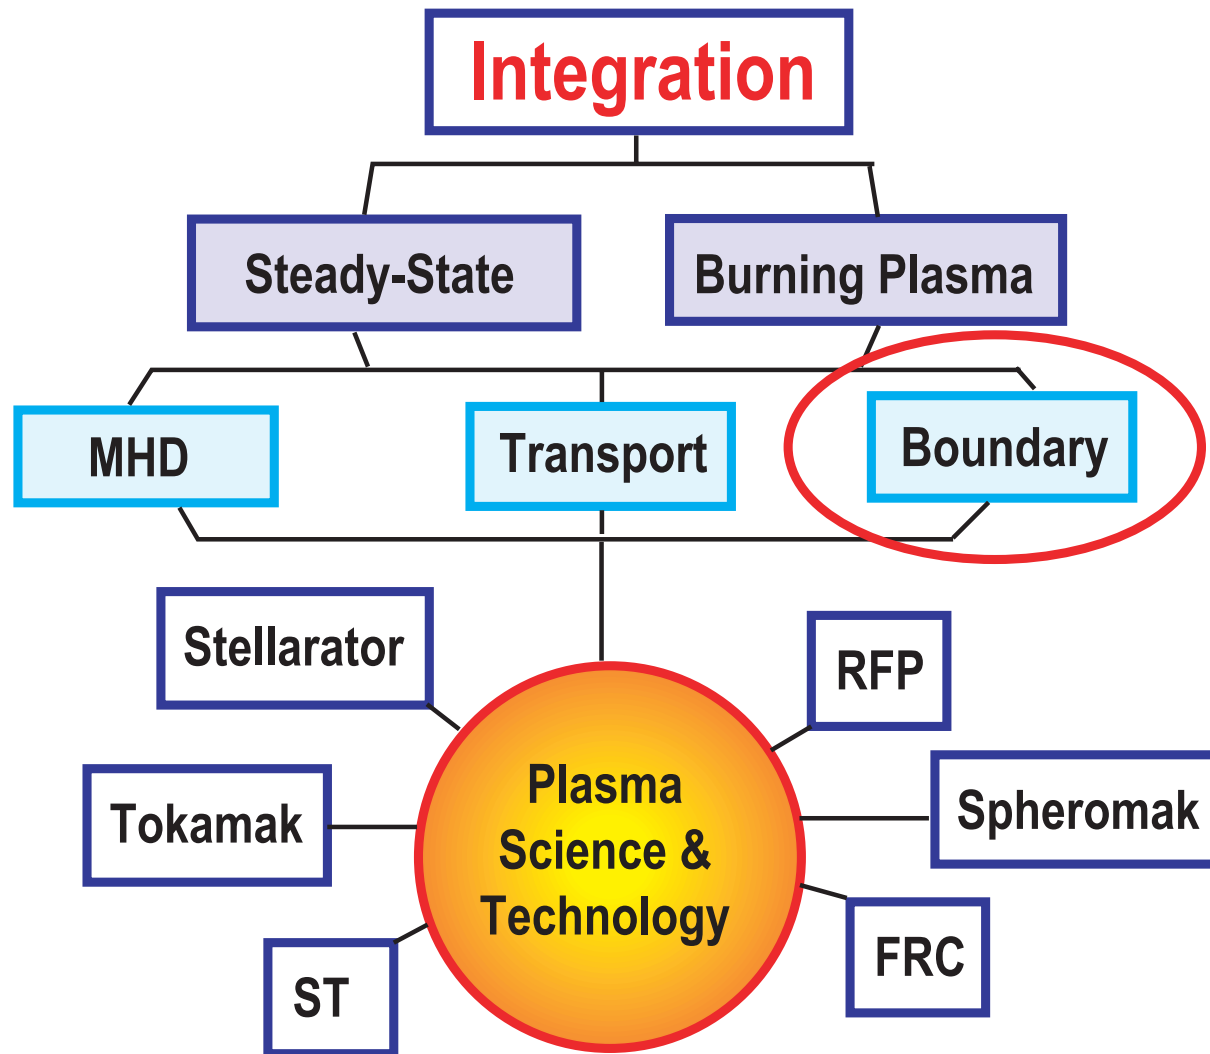 Integration
Steady-State
Burning Plasma
MHD
Transport
Boundary
Stellarator
RFP
Tokamak
Plasma
Science &
Technology
Spheromak
ST
FRC